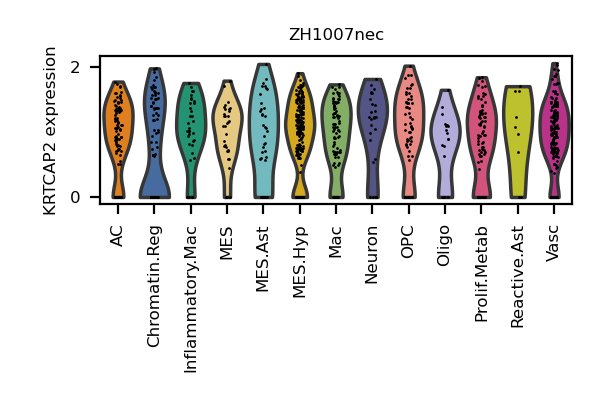 ZH1007nec
KRTCAP2 expression
2
0
AC
Chromatin.Reg
Inflammatory.Mac
MES
MES.Ast
MES.Hyp
Mac
Neuron
OPC
Oligo
Prolif.Metab
Reactive.Ast
Vasc